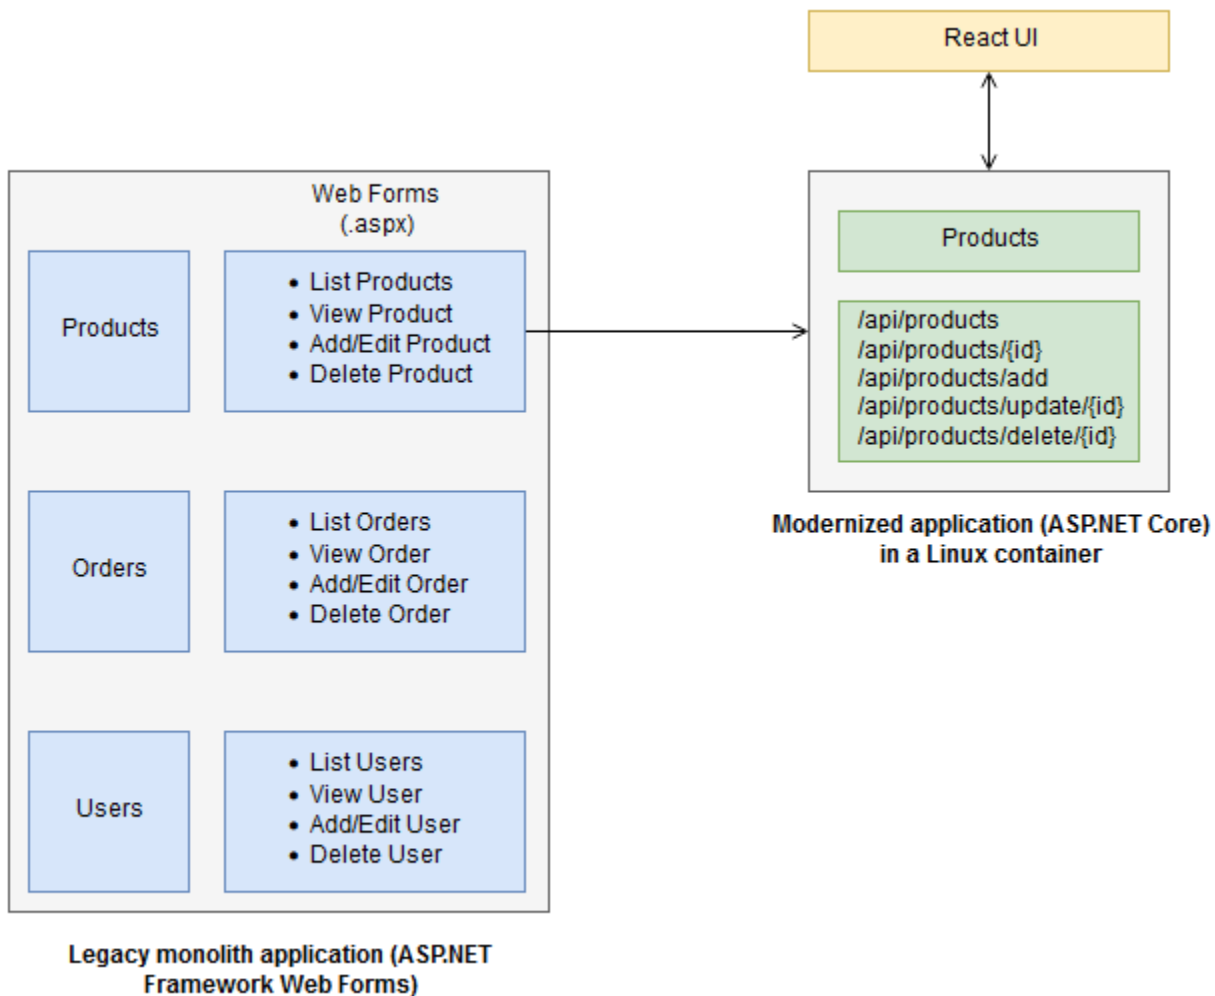 React UI
Web Forms
(.aspx)
Products
• List Products
• View Product
• Add/Edit Product
• Delete Product
Orders
• List Orders
• View Order
• Add/Edit Order
• Delete Order
Users
• List Users
• View User
• Add/Edit User
• Delete User
Legacy monolith application (ASP.NET
Framework Web Forms)
Products
/api/products
/api/products/{id}
/api/products/add
/api/products/update/{id}
/api/products/delete/{id}
Modernized application (ASP.NET Core)
in a Linux container